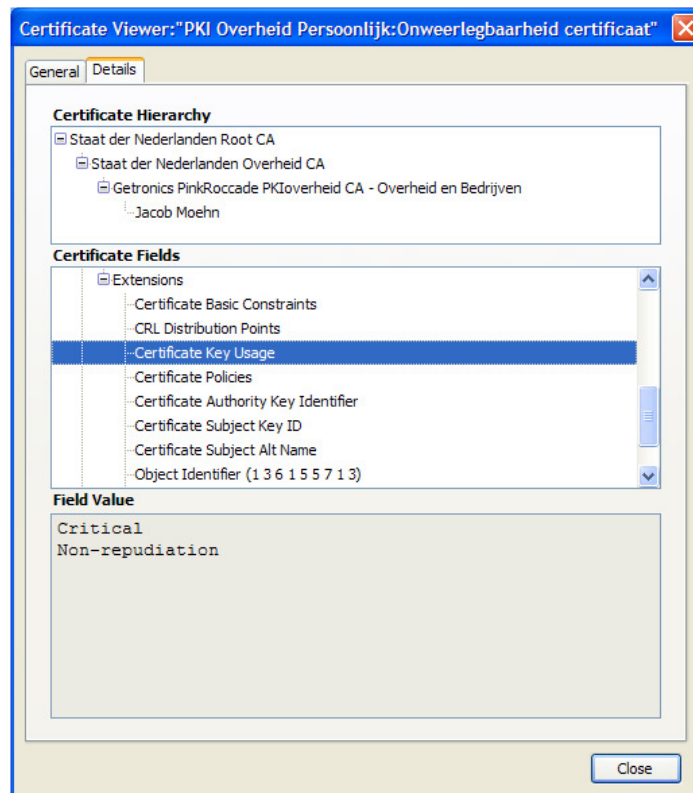 Certificate Viewer:"PKI Overheid Persoonlijk:Onweerlegbaarheid certificaat"
General Details
Certificate Hierarchy
Staat der Nederlanden Root CA
Staat der Nederlanden Overheid CA
Getronics PinkRoccade PKIoverheid CA - Overheid en Bedrijven
Jacob Moehn
Certificate Fields
Extensions
Certificate Basic Constraints
CRL Distribution Points
Certificate Key Usage
Certificate Policies
Certificate Authority Key Identifier
Certificate Subject Key ID
Certificate Subject Alt Name
Object Identifier (1 3 6 1 5 5 7 1 3)
Field Value
Critical
Non-repudiation
Close